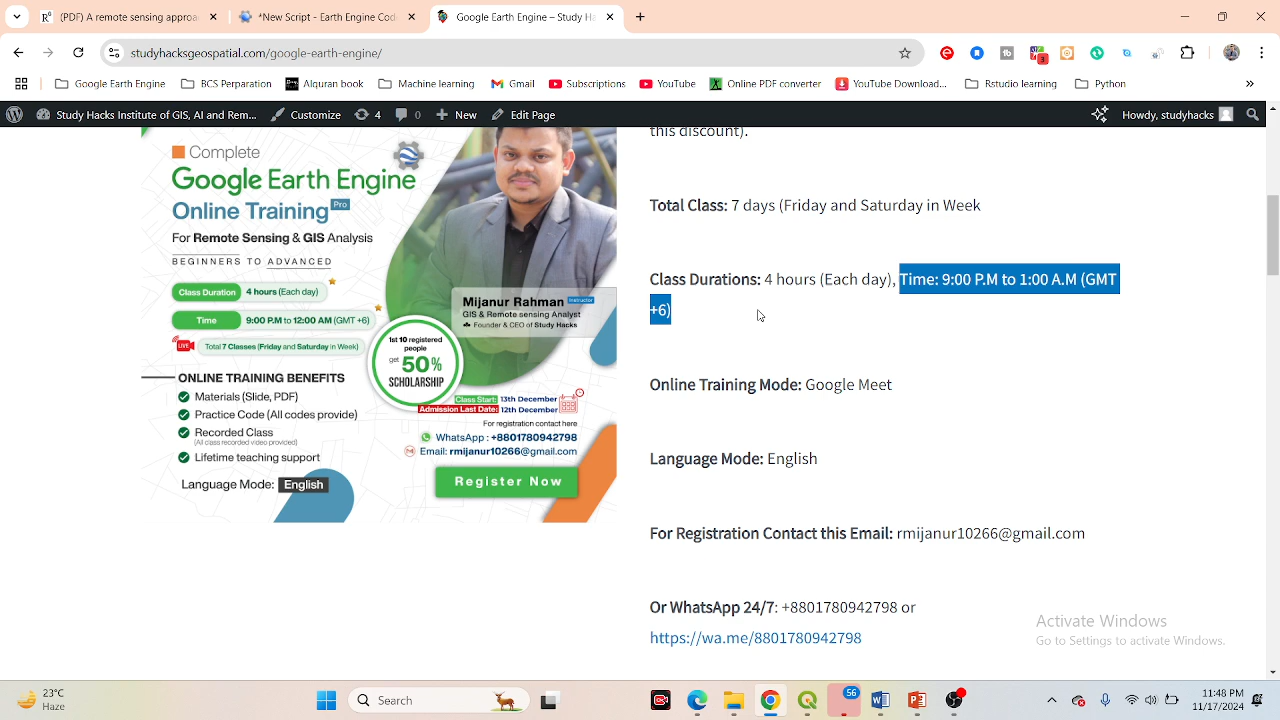 (PDF) A remote sensing and
*New Script - Earth Engine Cod
Google Earth Engine – Study Ha
studyhacksgeospatial.com/google-earth-engine/
3
Google Earth Engine
RGS Preparation
Alquran book
Machine learning
Gmail
Subscriptions
YouTube
Online PDF converter
YouTube Download...
Rstudio learning
Python
Study Hacks Institute of GIS, AI and Rem...
Customize
4
0
New
Edit Page
Howdy, studyhacks
Complete
Google Earth Engine
Online Training Pro
For Remote Sensing & GIS Analysis
BEGINNERS TO ADVANCED
Class Duration 4 hours (Each day)
Time 9:00 P.M to 12:00 AM (GMT +6)
LIVE Total 7 Classes (Friday and Saturday in Week)
Mijanur Rahman Instructor
GIS & Remote sensing Analyst
Founder & CEO of Study Hacks
1st 10 registered
people
get 50%
SCHOLARSHIP
ONLINE TRAINING BENEFITS
Materials (Slide, PDF)
Practice Code (All codes provide)
Recorded Class
(All class recorded video provided)
Lifetime teaching support
Language Mode: English
Class Start: 13th December
Admission Last Date: 12th December
For registration contact here
WhatsApp : +8801780942798
Email: rmijanur10266@gmail.com
Register Now
this discount).
Total Class: 7 days (Friday and Saturday in Week
Class Durations: 4 hours (Each day), Time: 9:00 P.M to 1:00 A.M (GMT
+6)
Online Training Mode: Google Meet
Language Mode: English
For Registration Contact this Email: rmijanur10266@gmail.com
Or WhatsApp 24/7: +8801780942798 or
https://wa.me/8801780942798
Activate Windows
Go to Settings to activate Windows.
23°C
Haze
Search
56
11:48 PM
11/17/2024